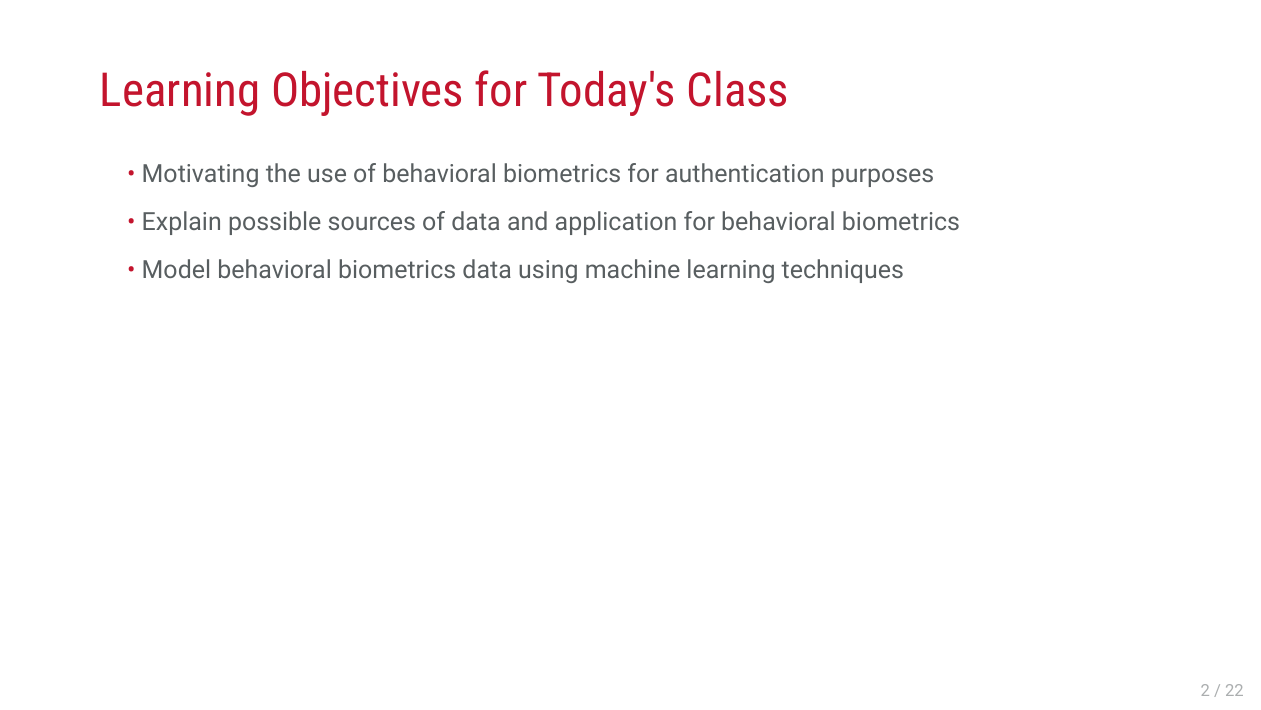 Learning Objectives for Today's Class
• Motivating the use of behavioral biometrics for authentication purposes
• Explain possible sources of data and application for behavioral biometrics
• Model behavioral biometrics data using machine learning techniques
2 / 22